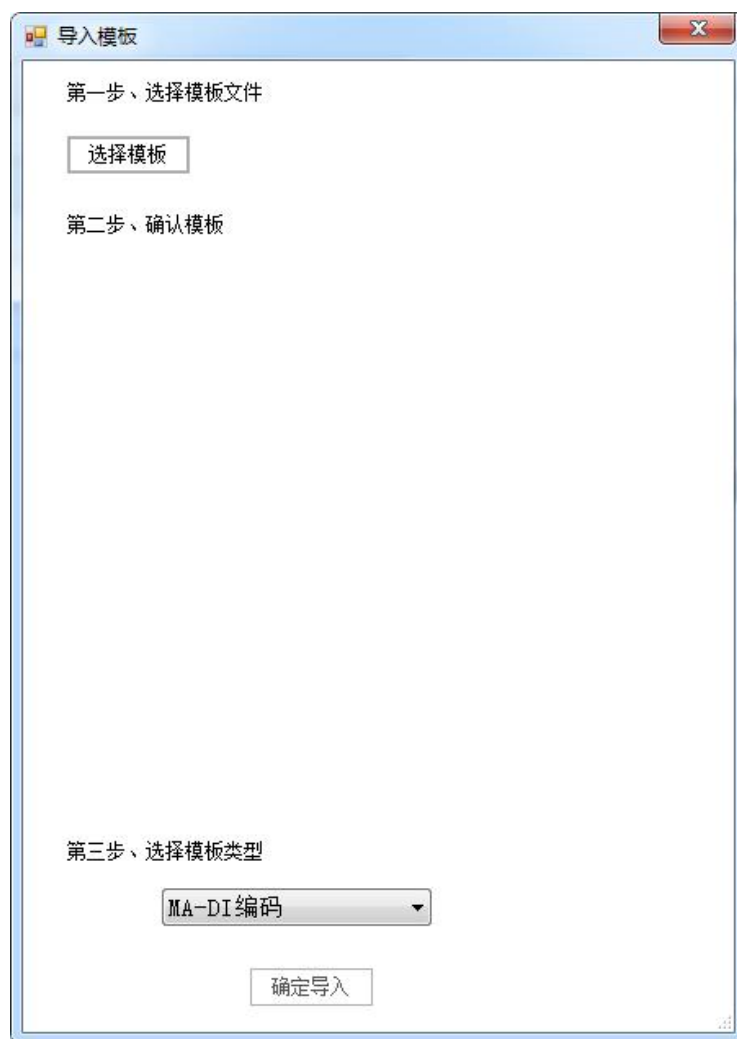 导入模板
第一步、选择模板文件
选择模板
第二步、确认模板
第三步、选择模板类型
MA-DI编码
确定导入